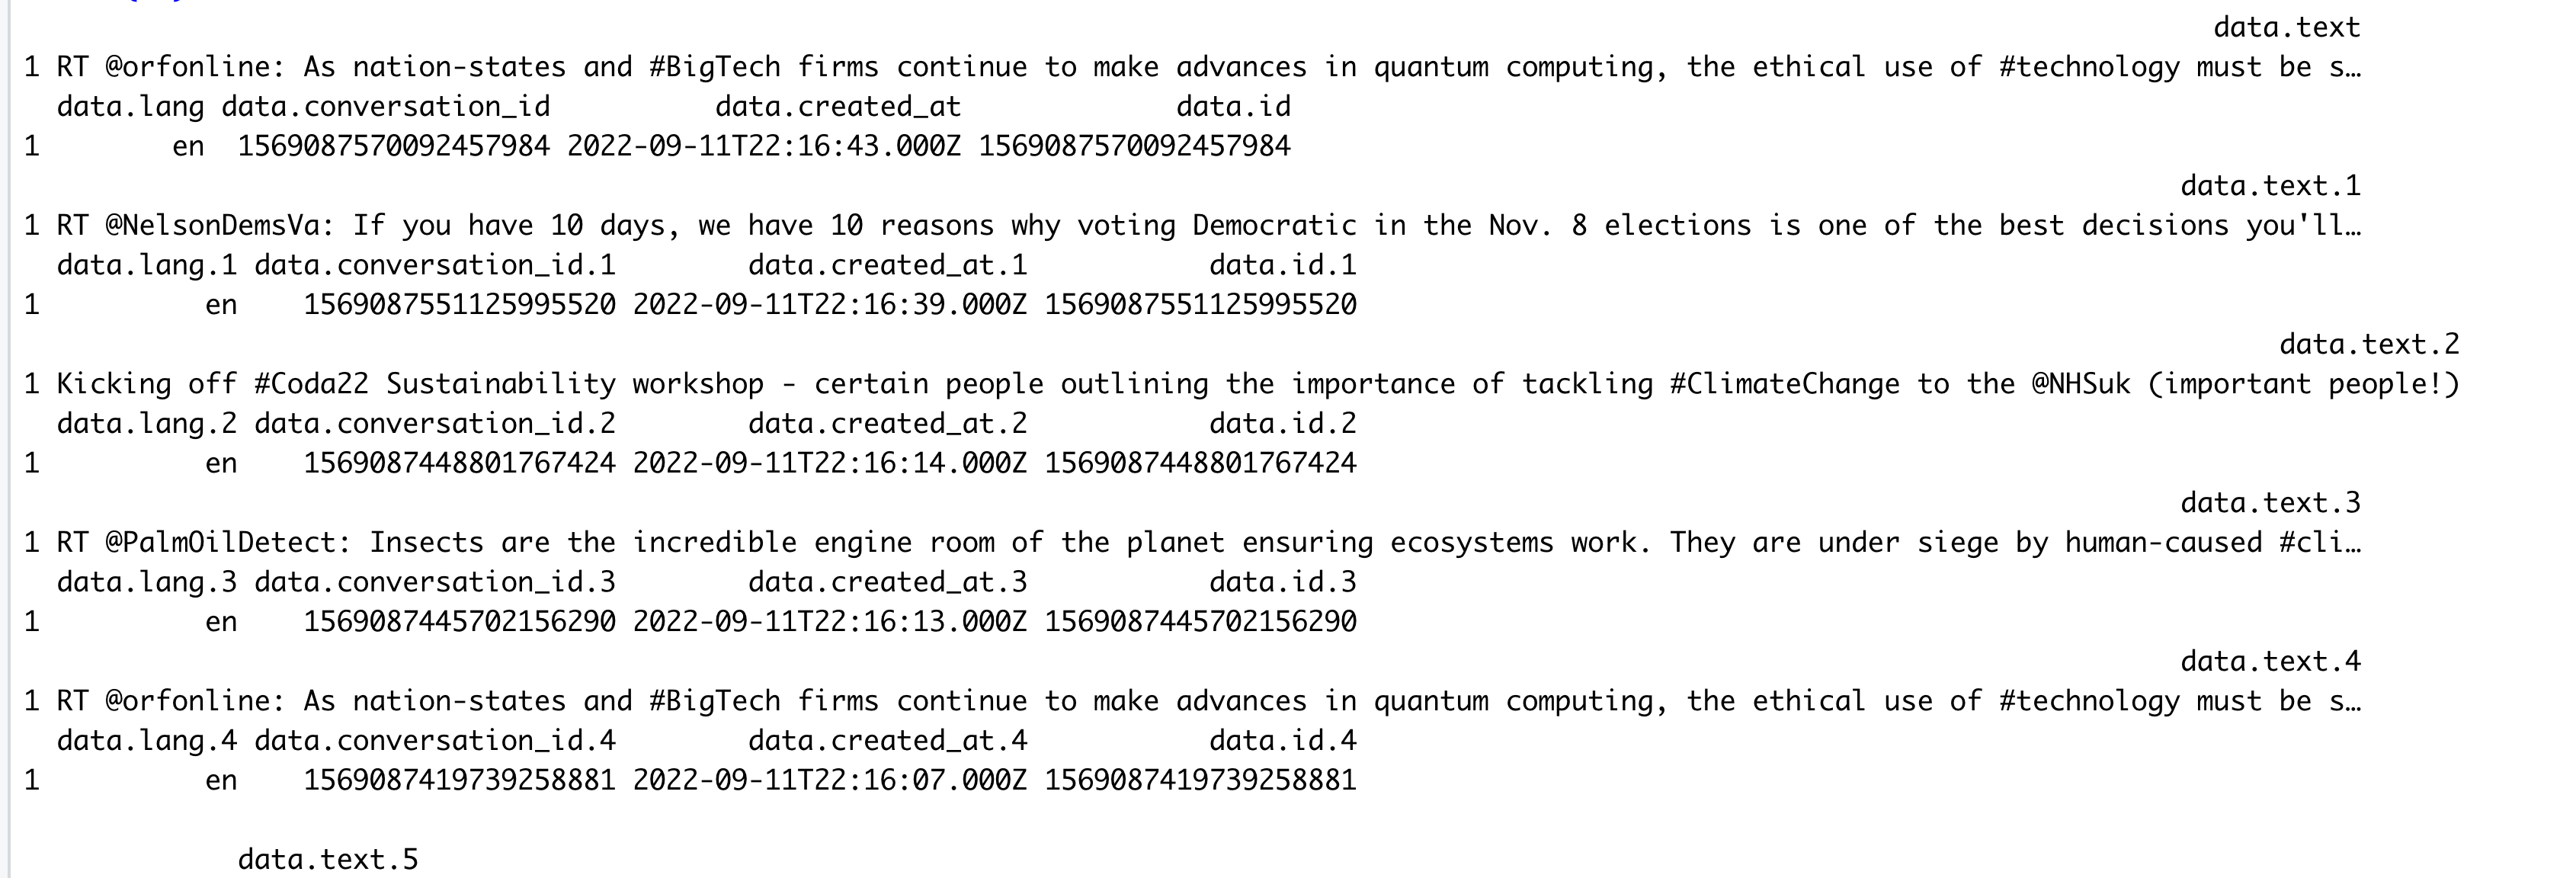 data.text
1 RT @orfonline: As nation-states and #BigTech firms continue to make advances in quantum computing, the ethical use of #technology must be s…
data.lang data.conversation_id data.created_at data.id
1 en 1569087570092457984 2022-09-11T22:16:43.000Z 1569087570092457984
data.text.1
1 RT @NelsonDemsVa: If you have 10 days, we have 10 reasons why voting Democratic in the Nov. 8 elections is one of the best decisions you'll…
data.lang.1 data.conversation_id.1 data.created_at.1 data.id.1
1 en 1569087551125995520 2022-09-11T22:16:39.000Z 1569087551125995520
data.text.2
1 Kicking off #Coda22 Sustainability workshop - certain people outlining the importance of tackling #ClimateChange to the @NHSuk (important people!)
data.lang.2 data.conversation_id.2 data.created_at.2 data.id.2
1 en 1569087448801767424 2022-09-11T22:16:14.000Z 1569087448801767424
data.text.3
1 RT @PalmOilDetect: Insects are the incredible engine room of the planet ensuring ecosystems work. They are under siege by human-caused #cli…
data.lang.3 data.conversation_id.3 data.created_at.3 data.id.3
1 en 1569087445702156290 2022-09-11T22:16:13.000Z 1569087445702156290
data.text.4
1 RT @orfonline: As nation-states and #BigTech firms continue to make advances in quantum computing, the ethical use of #technology must be s…
data.lang.4 data.conversation_id.4 data.created_at.4 data.id.4
1 en 1569087419739258881 2022-09-11T22:16:07.000Z 1569087419739258881
data.text.5